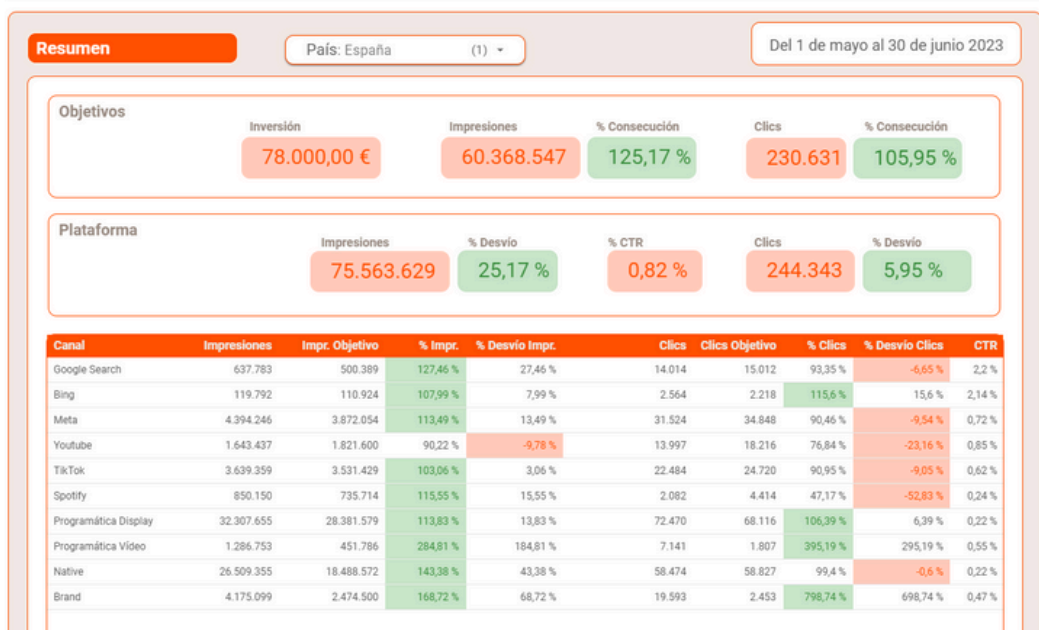 Resumen
País: España (1)
Del 1 de mayo al 30 de junio 2023
Objetivos
Inversión Impresiones % Consecución Clics % Consecución
78.000,00 € 60.368.547 125,17 % 230.631 105,95 %
Plataforma
Impresiones % Desvío % CTR Clics % Desvío
75.563.629 25,17 % 0,82 % 244.343 5,95 %
Canal Impresiones Impr. Objetivo % Impr. % Desvío Impr. Clics Clics Objetivo % Clics % Desvío Clics CTR
Google Search 637.783 500.389 127,46 % 27,46 % 14.014 15.012 93,35 % -6,65 % 2,2 %
Bing 119.792 110.924 107,99 % 7,99 % 2.564 2.218 115,6 % 15,6 % 2,14 %
Meta 4.394.246 3.872.054 113,49 % 13,49 % 31.524 34.848 90,46 % -9,54 % 0,72 %
Youtube 1.643.437 1.821.600 90,22 % -9,78 % 13.997 18.216 76,84 % -23,16 % 0,85 %
TikTok 3.639.359 3.531.429 103,06 % 3,06 % 22.484 24.720 90,95 % -9,05 % 0,62 %
Spotify 850.150 735.714 115,55 % 15,55 % 2.082 4.414 47,17 % -52,83 % 0,24 %
Programática Display 32.307.655 28.381.579 113,83 % 13,83 % 72.470 68.116 106,39 % 6,39 % 0,22 %
Programática Vídeo 1.286.753 451.786 284,81 % 184,81 % 7.141 1.807 395,19 % 295,19 % 0,55 %
Native 26.509.355 18.488.572 143,38 % 43,38 % 58.474 58.827 99,4 % -0,6 % 0,22 %
Brand 4.175.099 2.474.500 168,72 % 68,72 % 19.593 2.453 798,74 % 698,74 % 0,47 %